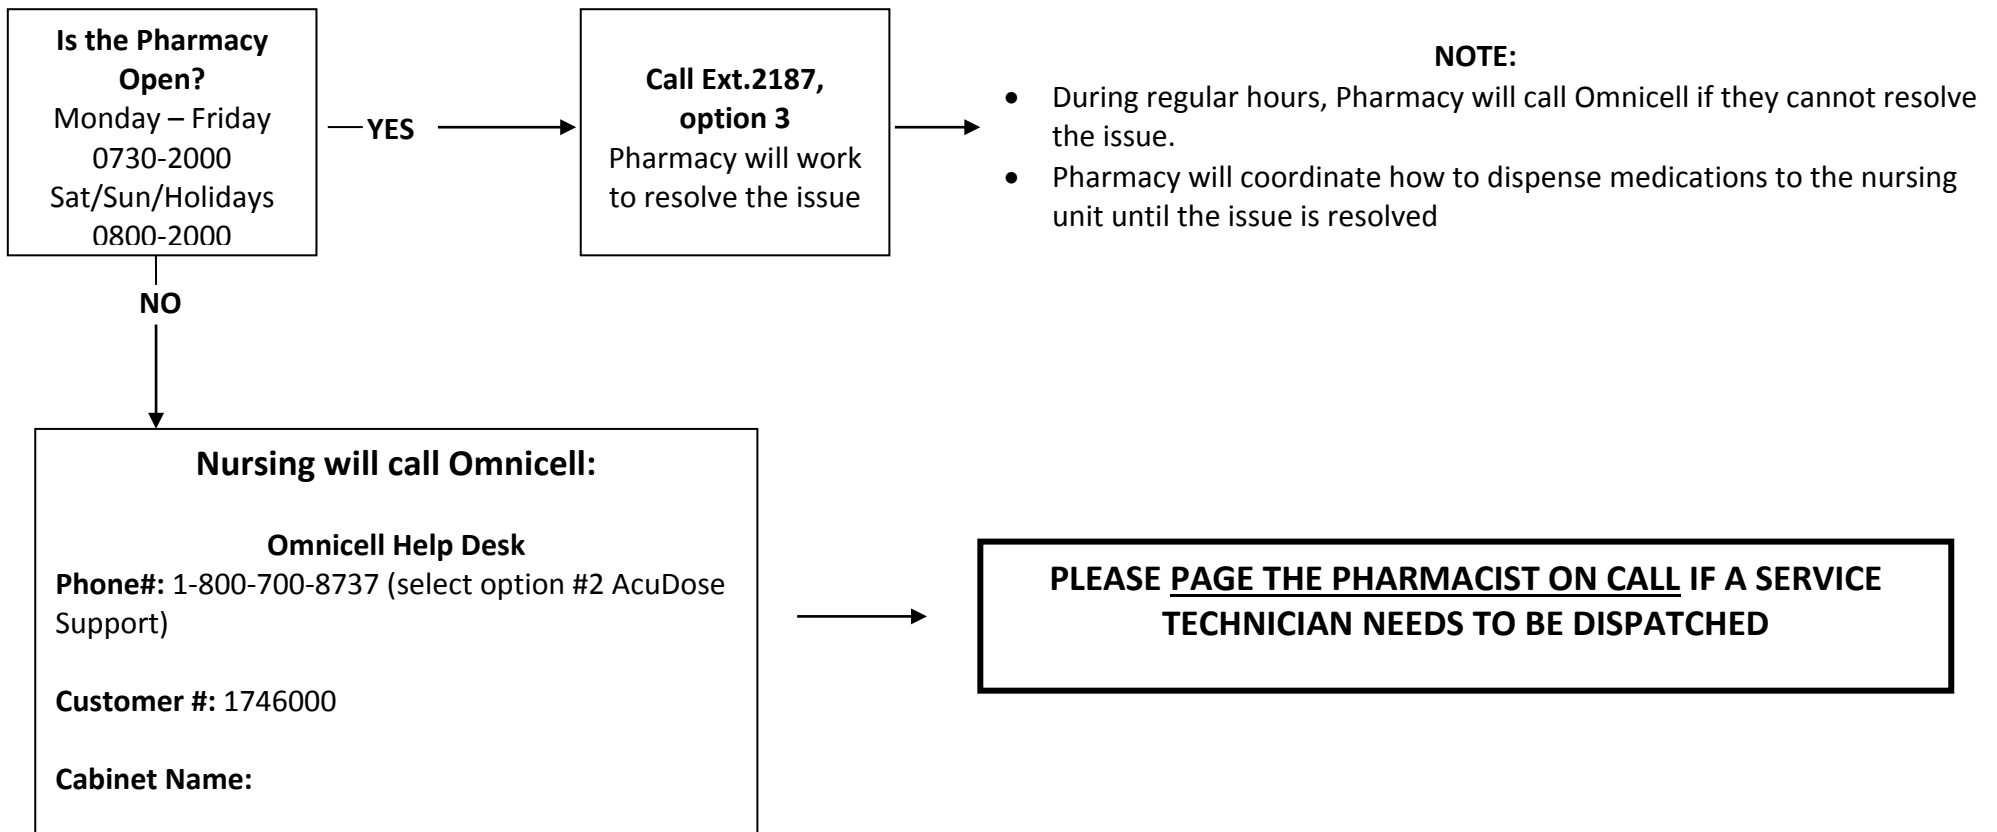 Is the Pharmacy
Open?
Monday – Friday
0730-2000
Sat/Sun/Holidays
0800-2000
YES
Call Ext.2187,
option 3
Pharmacy will work
to resolve the issue
NOTE:
• During regular hours, Pharmacy will call Omnicell if they cannot resolve
the issue.
• Pharmacy will coordinate how to dispense medications to the nursing
unit until the issue is resolved
NO
Nursing will call Omnicell:
Omnicell Help Desk
Phone#: 1-800-700-8737 (select option #2 AcuDose
Support)
Customer #: 1746000
Cabinet Name:
PLEASE PAGE THE PHARMACIST ON CALL IF A SERVICE
TECHNICIAN NEEDS TO BE DISPATCHED